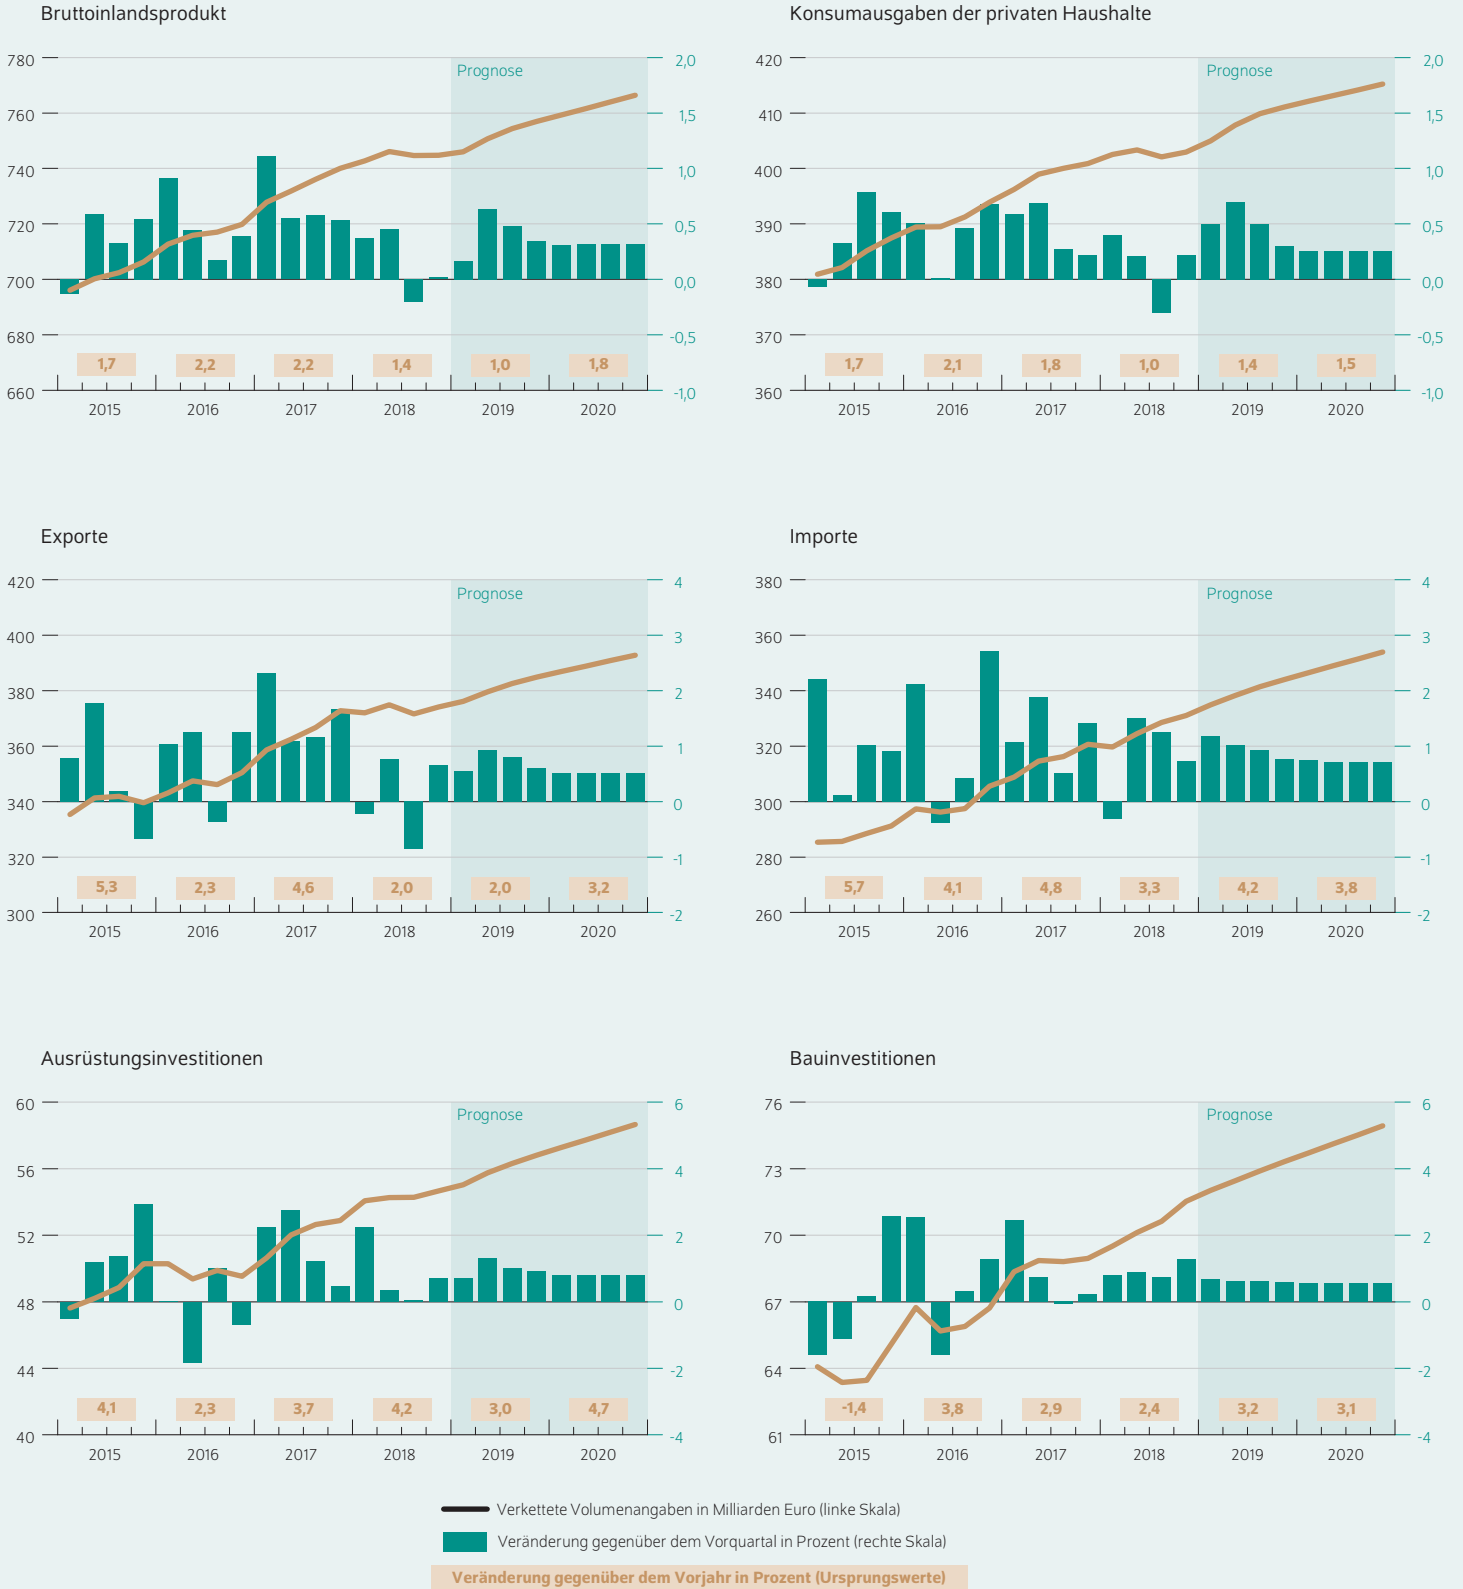 Bruttoinlandsprodukt
780
760
740
720
700
680
660
2,0
1,5
1,0
0,5
0,0
-0,5
-1,0
Prognose
1,7 2,2 2,2 1,4 1,0 1,8
2015 2016 2017 2018 2019 2020
Konsumausgaben der privaten Haushalte
420
410
400
390
380
370
360
2,0
1,5
1,0
0,5
0,0
-0,5
-1,0
Prognose
1,7 2,1 1,8 1,0 1,4 1,5
2015 2016 2017 2018 2019 2020
Exporte
420
400
380
360
340
320
300
4
3
2
1
0
-1
-2
Prognose
5,3 2,3 4,6 2,0 2,0 3,2
2015 2016 2017 2018 2019 2020
Importe
380
360
340
320
300
280
260
4
3
2
1
0
-1
-2
Prognose
5,7 4,1 4,8 3,3 4,2 3,8
2015 2016 2017 2018 2019 2020
Ausrüstungsinvestitionen
60
56
52
48
44
40
6
4
2
0
-2
-4
Prognose
4,1 2,3 3,7 4,2 3,0 4,7
2015 2016 2017 2018 2019 2020
Bauinvestitionen
76
73
70
67
64
61
6
4
2
0
-2
-4
Prognose
-1,4 3,8 2,9 2,4 3,2 3,1
2015 2016 2017 2018 2019 2020
Verkettete Volumenangaben in Milliarden Euro (linke Skala)
Veränderung gegenüber dem Vorquartal in Prozent (rechte Skala)
Veränderung gegenüber dem Vorjahr in Prozent (Ursprungswerte)